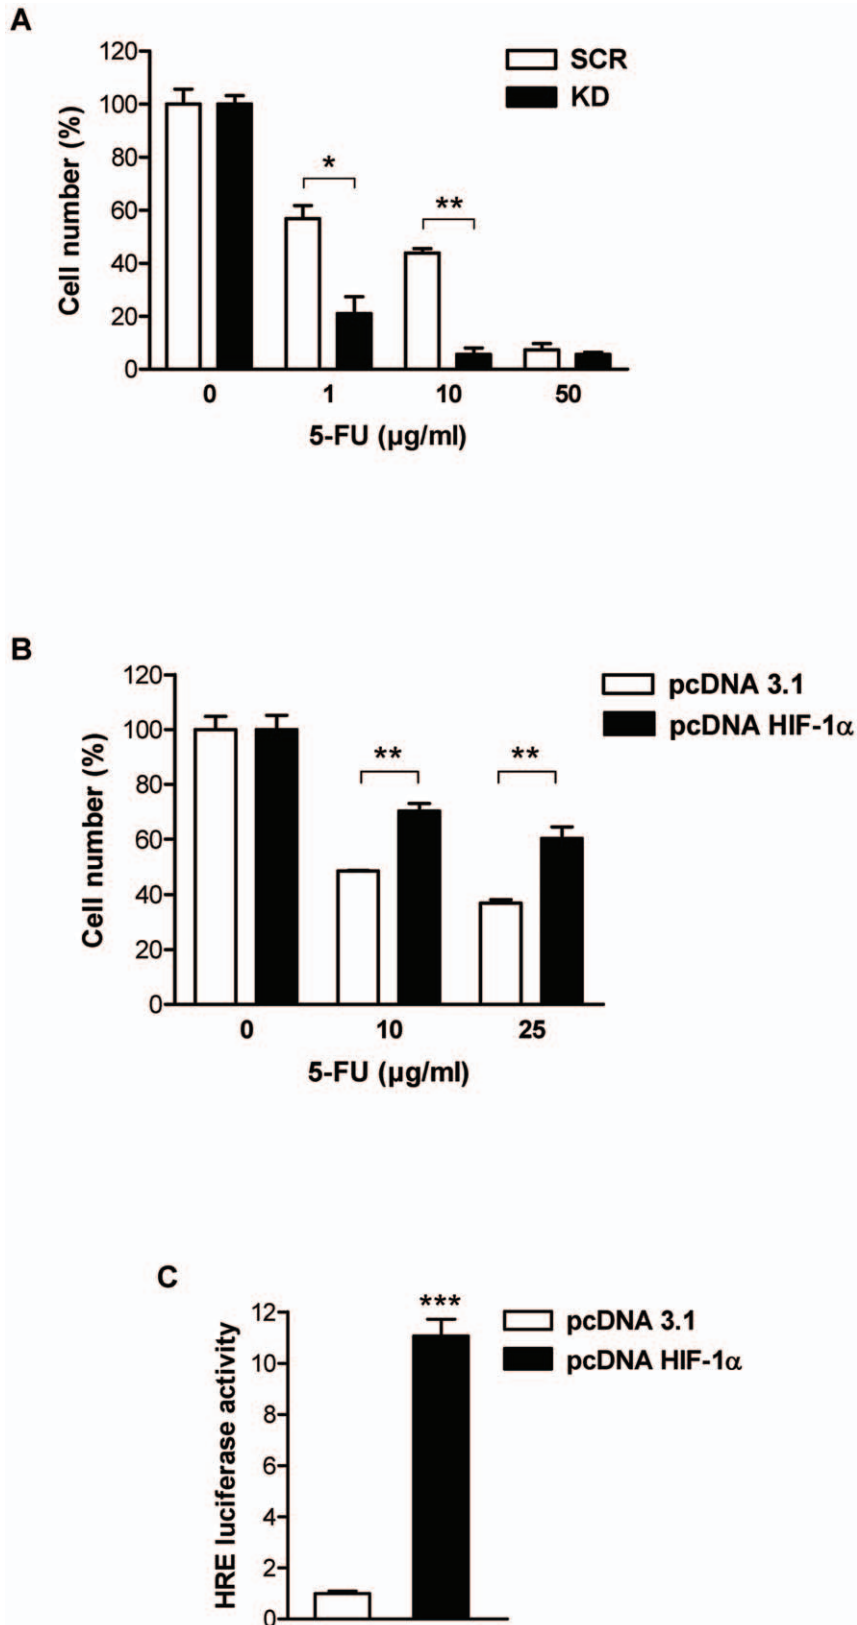 A
120
100
80
60
40
20
0
Cell number (%)
SCR
KD
*
**
0 1 10 50
5-FU (µg/ml)
B
120
100
80
60
40
20
0
Cell number (%)
pcDNA 3.1
pcDNA HIF-1α
** **
0 10 25
5-FU (µg/ml)
C
12
10
8
6
4
2
0
HRE luciferase activity
***
pcDNA 3.1
pcDNA HIF-1α